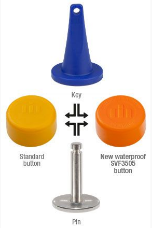 Key
Standard
button
New waterproof
SVF3505
button
Pin